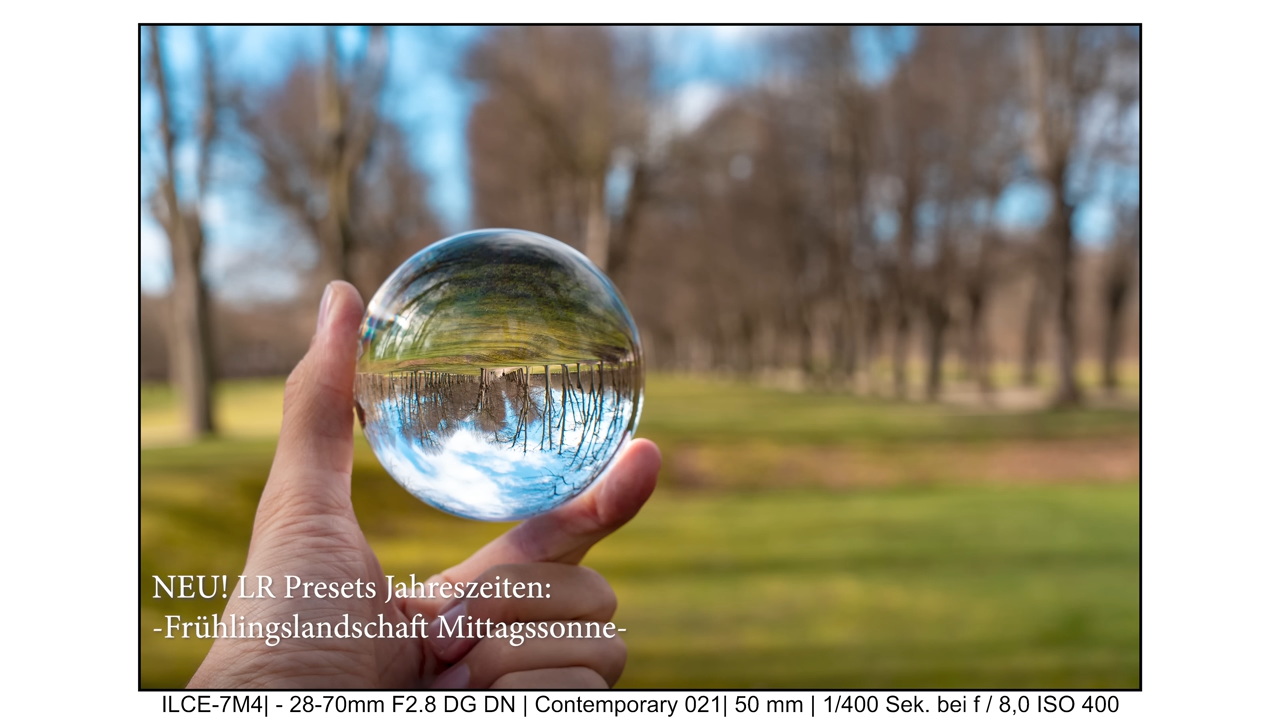 NEU! LR Presets Jahreszeiten:
-Frühlingslandschaft Mittagssonne-
ILCE-7M4| - 28-70mm F2.8 DG DN | Contemporary 021| 50 mm | 1/400 Sek. bei f / 8,0 ISO 400